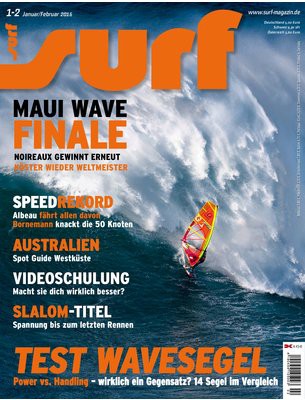 1-2 Januar/Februar 2016
www.surf-magazin.de
surf
surf
MAUI WAVE
FINALE
NOIREAUX GEWINNT ERNEUT
KÖSTER WIEDER WELTMEISTER
SPEEDREKORD
Albeau fährt allen davon
Bornemann knackt die 50 Knoten
AUSTRALIEN
Spot Guide Westküste
VIDEOSCHULUNG
Macht sie dich wirklich besser?
SLALOM-TITEL
Spannung bis zum letzten Rennen
TEST WAVESEGEL
Power vs. Handling – wirklich ein Gegensatz? 14 Segel im Vergleich